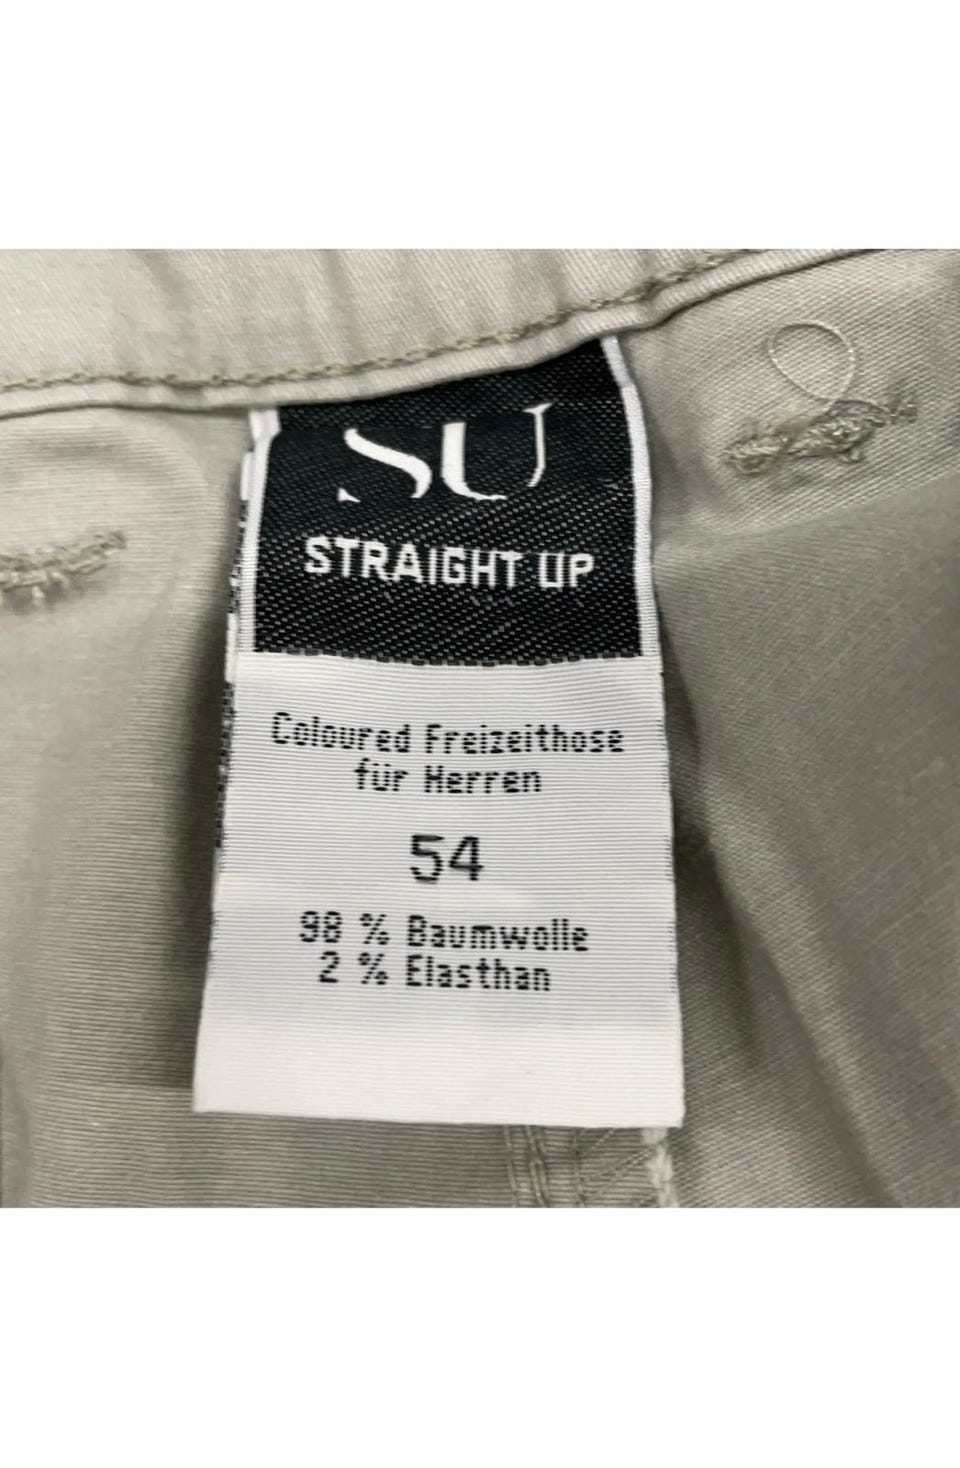 SU
STRAIGHT UP
Coloured Freizeithose
für Herren
54
98 % Baumwolle
2 % Elasthan